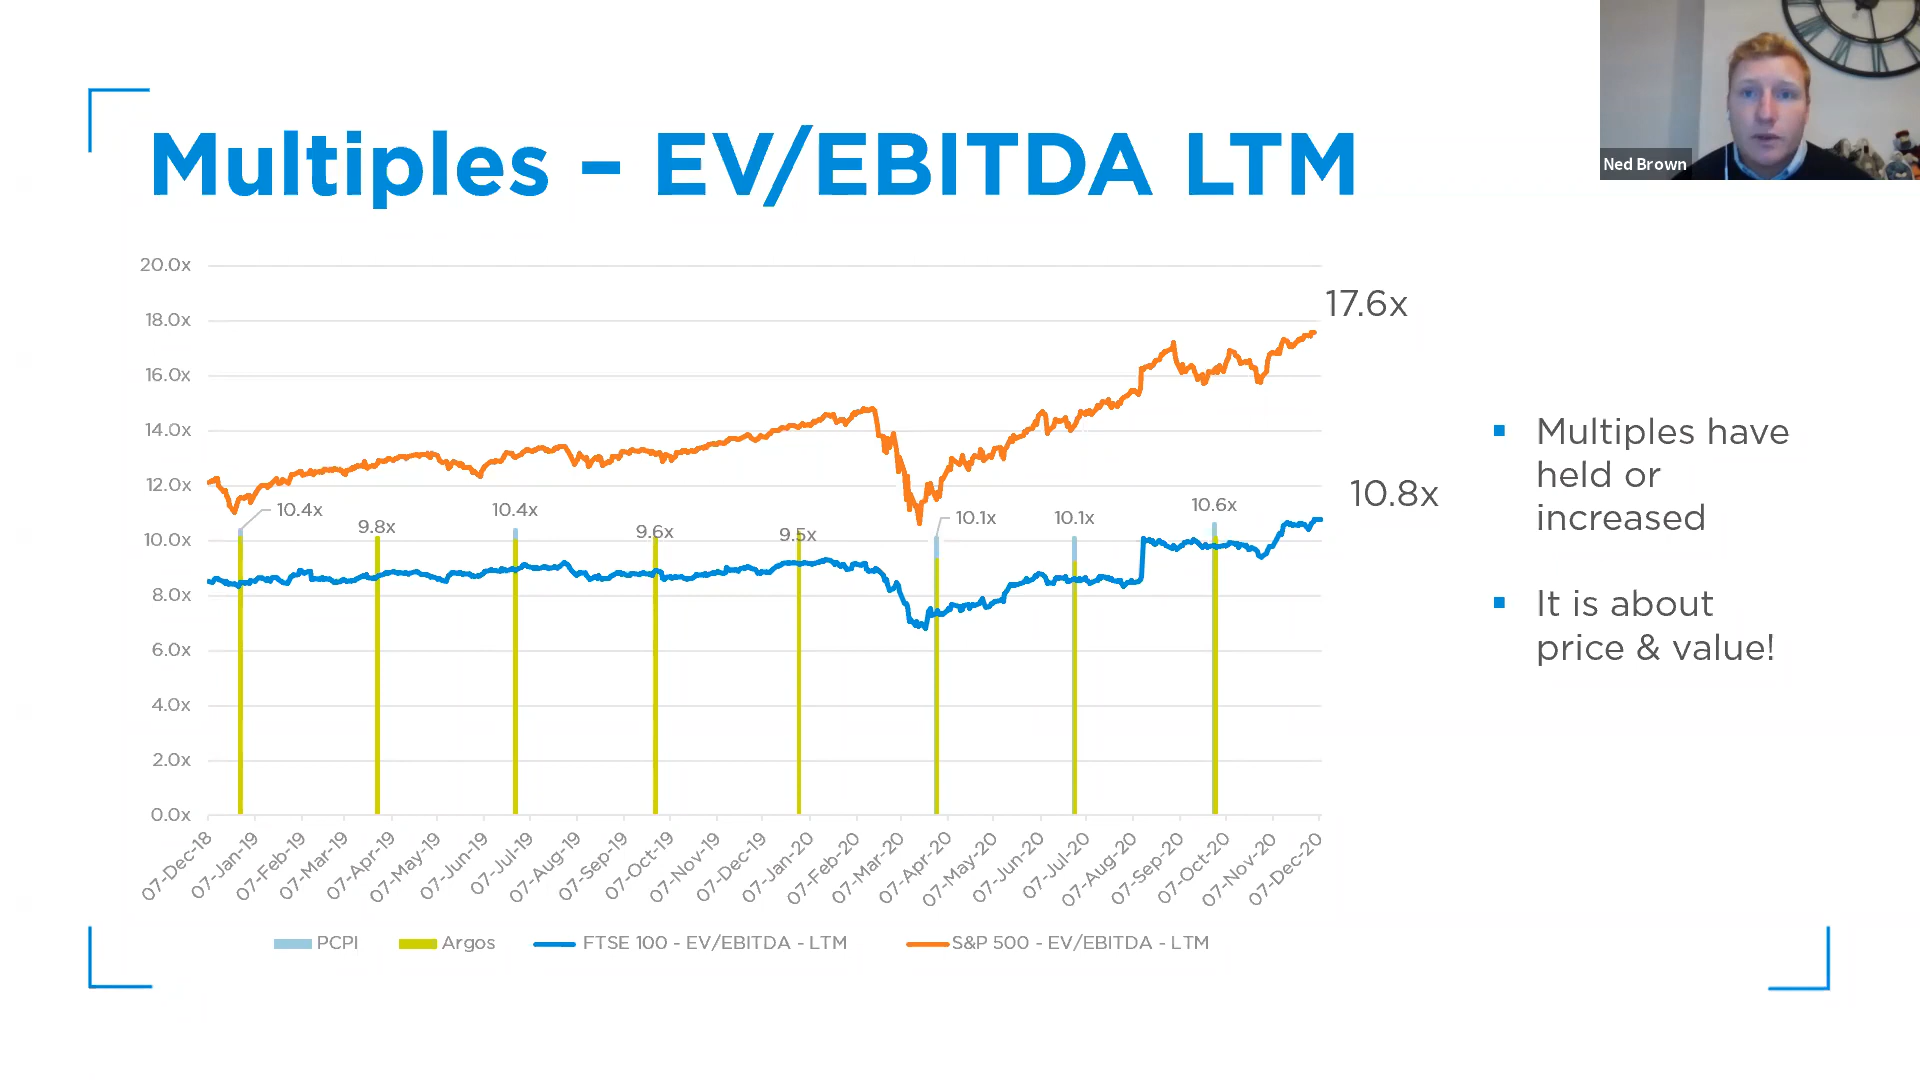 Ned Brown
Multiples – EV/EBITDA LTM
20.0x
18.0x
16.0x
14.0x
12.0x
10.0x
8.0x
6.0x
4.0x
2.0x
0.0x
17.6x
10.8x
10.4x
9.8x
10.4x
9.6x
9.5x
10.1x
10.1x
10.6x
07-Dec-18
07-Jan-19
07-Feb-19
07-Mar-19
07-Apr-19
07-May-19
07-Jun-19
07-Jul-19
07-Aug-19
07-Sep-19
07-Oct-19
07-Nov-19
07-Dec-19
07-Jan-20
07-Feb-20
07-Mar-20
07-Apr-20
07-May-20
07-Jun-20
07-Jul-20
07-Aug-20
07-Sep-20
07-Oct-20
07-Nov-20
07-Dec-20
PCPI
Argos
FTSE 100 - EV/EBITDA - LTM
S&P 500 - EV/EBITDA - LTM
Multiples have
held or
increased
It is about
price & value!